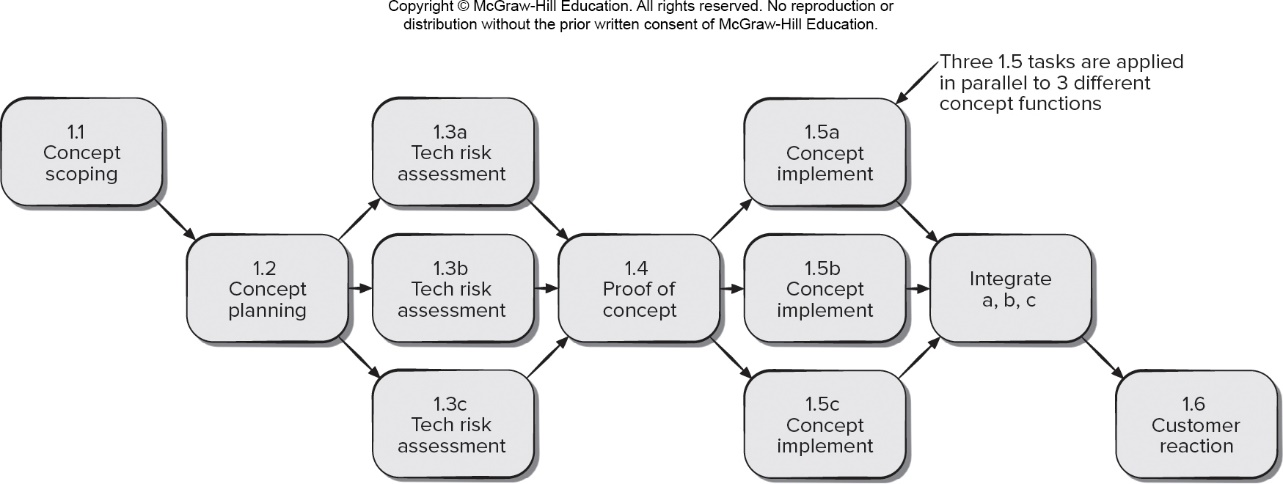 Copyright © McGraw-Hill Education. All rights reserved. No reproduction or
distribution without the prior written consent of McGraw-Hill Education.
Three 1.5 tasks are applied
in parallel to 3 different
concept functions
1.1
Concept
scoping
1.3a
Tech risk
assessment
1.5a
Concept
implement
1.2
Concept
planning
1.3b
Tech risk
assessment
1.4
Proof of
concept
1.5b
Concept
implement
Integrate
a, b, c
1.3c
Tech risk
assessment
1.5c
Concept
implement
1.6
Customer
reaction